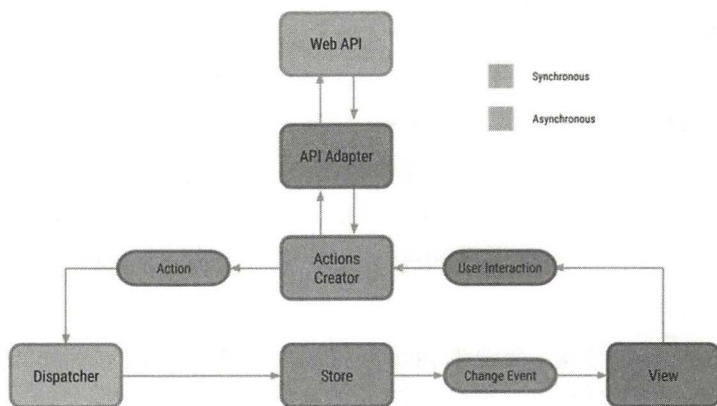 Web API
Synchronous
Asynchronous
API Adapter
Action
Actions
Creator
User Interaction
Dispatcher
Store
Change Event
View